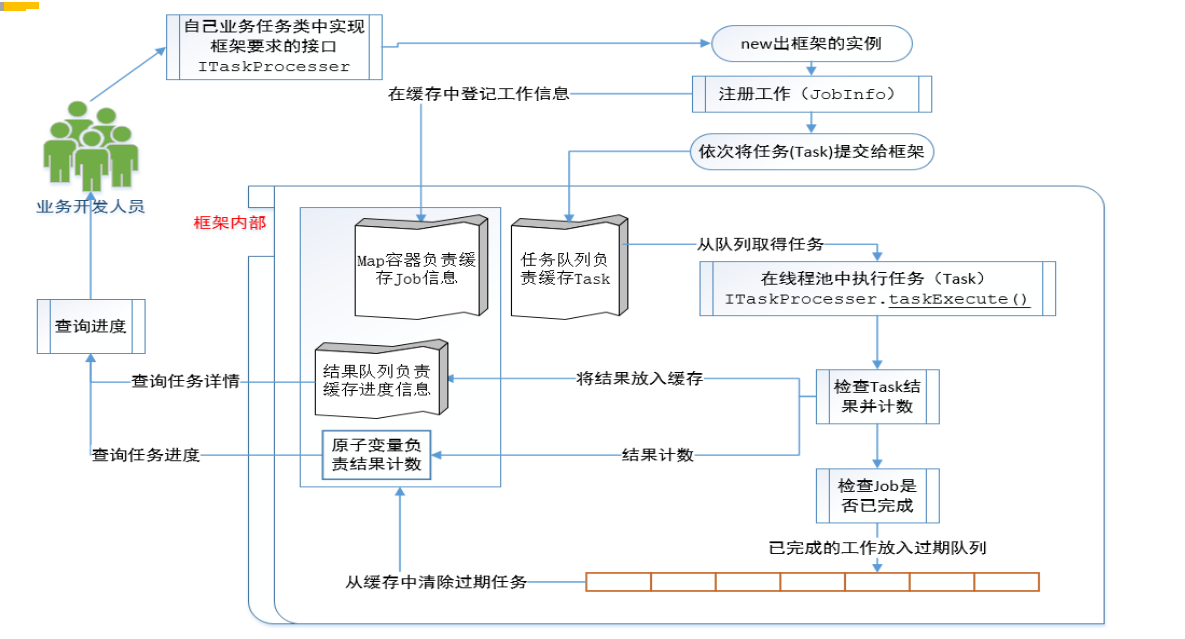 自己业务任务类中实现
框架要求的接口
ITaskProcesser
new出框架的实例
在缓存中登记工作信息
注册工作（JobInfo）
依次将任务(Task)提交给框架
业务开发人员
框架内部
Map容器负责缓
存Job信息
任务队列负
责缓存Task
从队列取得任务
在线程池中执行任务（Task）
ITaskProcesser.taskExecute()
查询进度
查询任务详情
结果队列负责
缓存进度信息
将结果放入缓存
检查Task结
果并计数
查询任务进度
原子变量负
责结果计数
结果计数
检查Job是
否已完成
已完成的工作放入过期队列
从缓存中清除过期任务